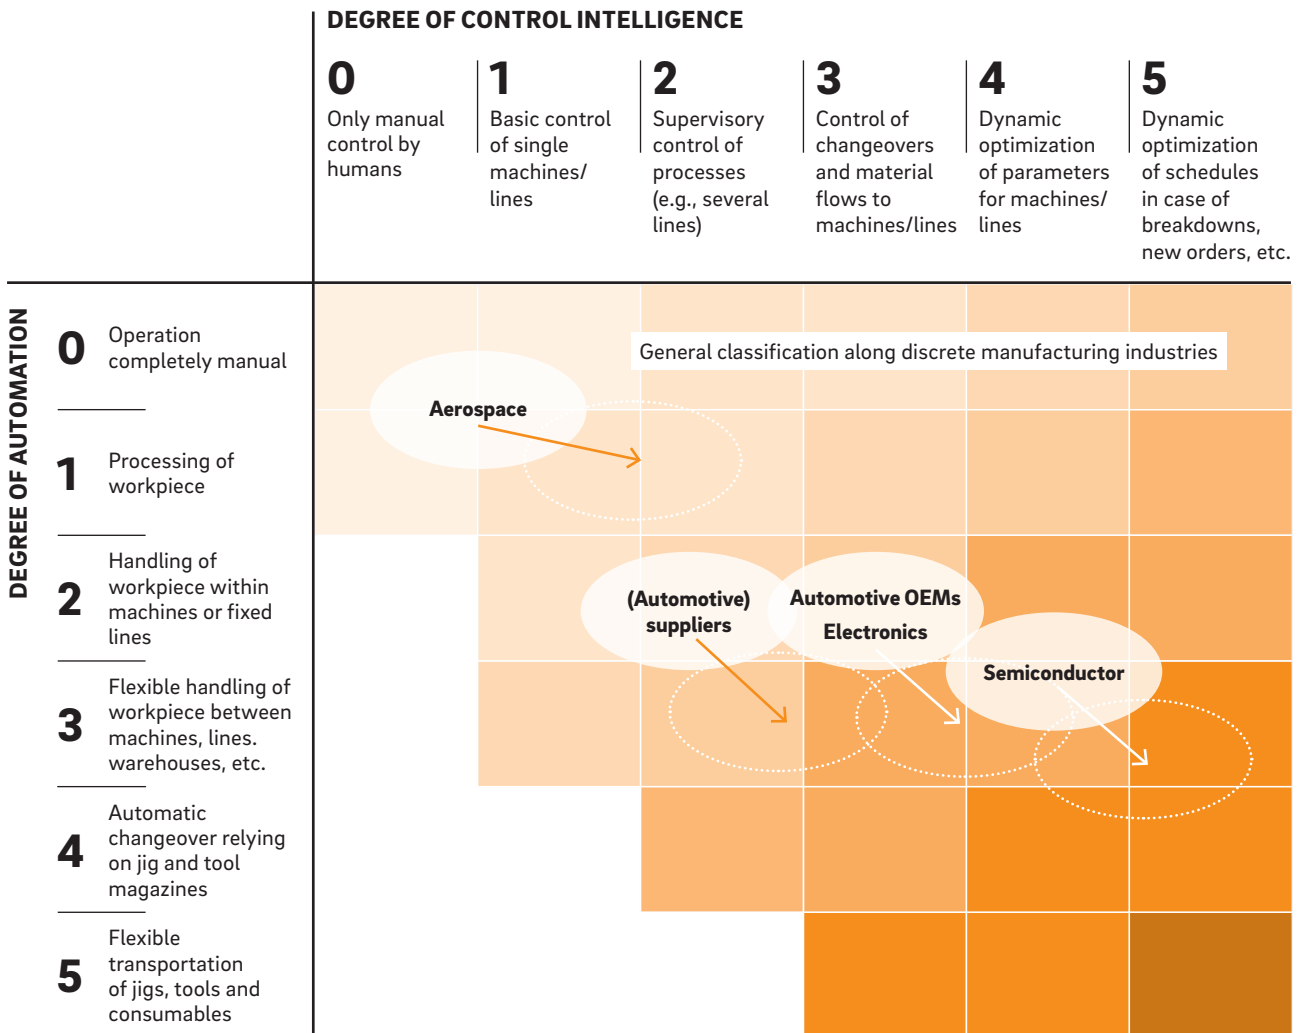 DEGREE OF CONTROL INTELLIGENCE
0
Only manual
control by
humans
1
Basic control
of single
machines/
lines
2
Supervisory
control of
processes
(e.g., several
lines)
3
Control of
changeovers
and material
flows to
machines/lines
4
Dynamic
optimization
of parameters
for machines/
lines
5
Dynamic
optimization
of schedules
in case of
breakdowns,
new orders, etc.
DEGREE OF AUTOMATION
0
Operation
completely manual
1
Processing of
workpiece
2
Handling of
workpiece within
machines or fixed
lines
3
Flexible handling of
workpiece between
machines, lines.
warehouses, etc.
4
Automatic
changeover relying
on jig and tool
magazines
5
Flexible
transportation
of jigs, tools and
consumables
General classification along discrete manufacturing industries
Aerospace
(Automotive)
suppliers
Automotive OEMs
Electronics
Semiconductor